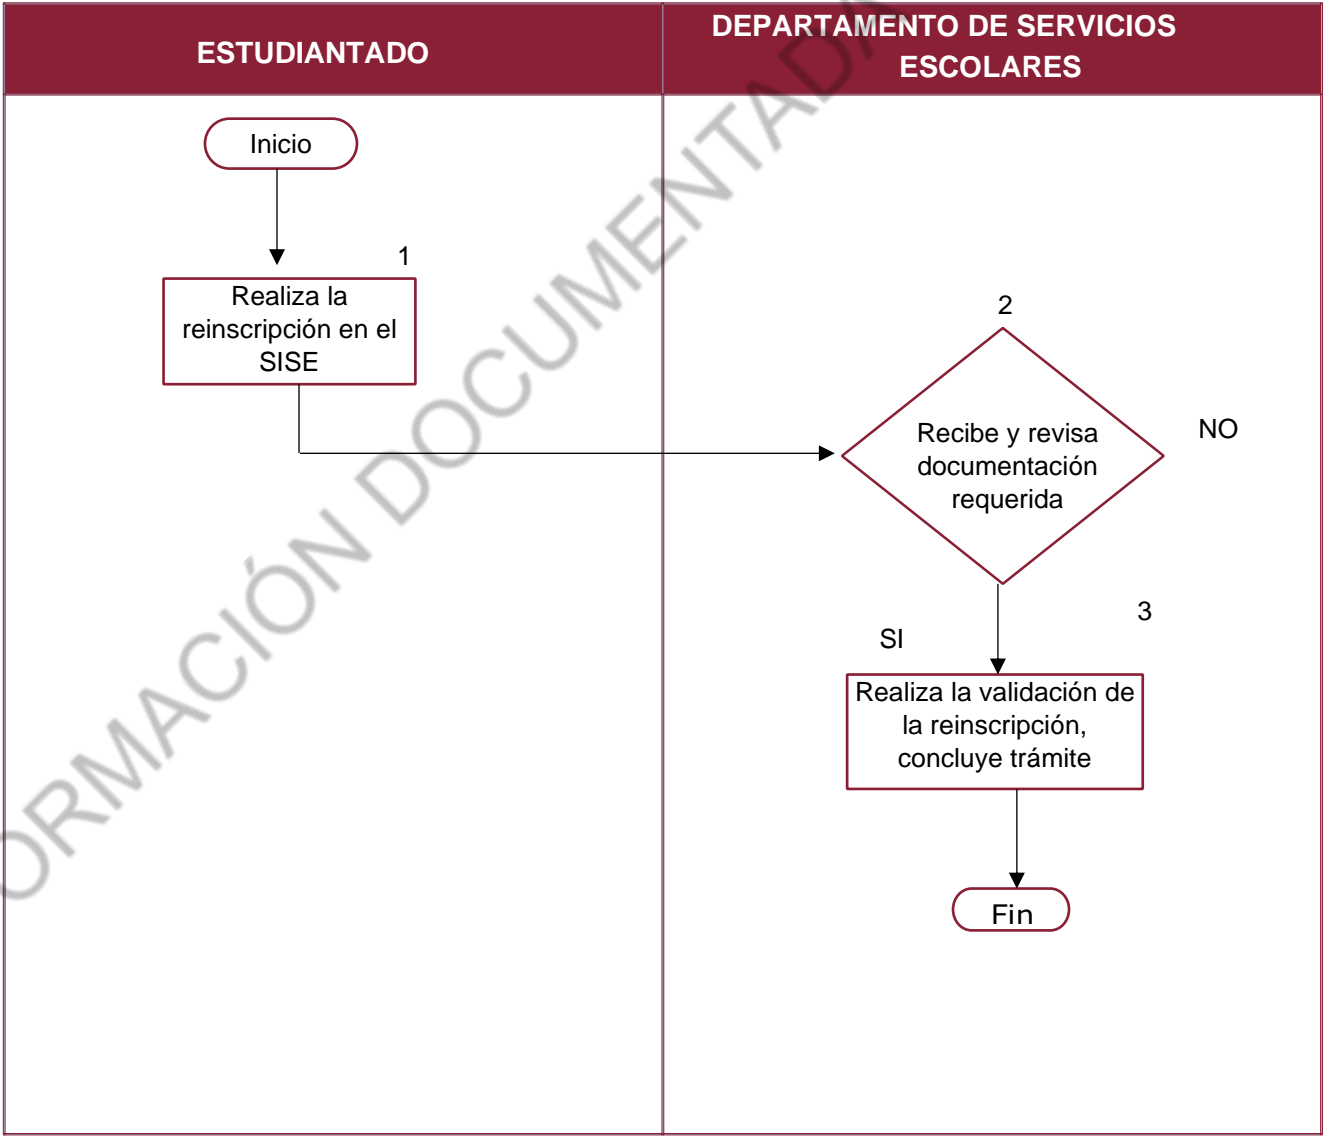 ESTUDIANTADO
DEPARTAMENTO DE SERVICIOS
ESCOLARES
Inicio
1
Realiza la
reinscripción en el
SISE
2
Recibe y revisa
documentación
requerida
NO
3
SI
Realiza la validación de
la reinscripción,
concluye trámite
Fin
ORMACIÓN DOCUMENTADA